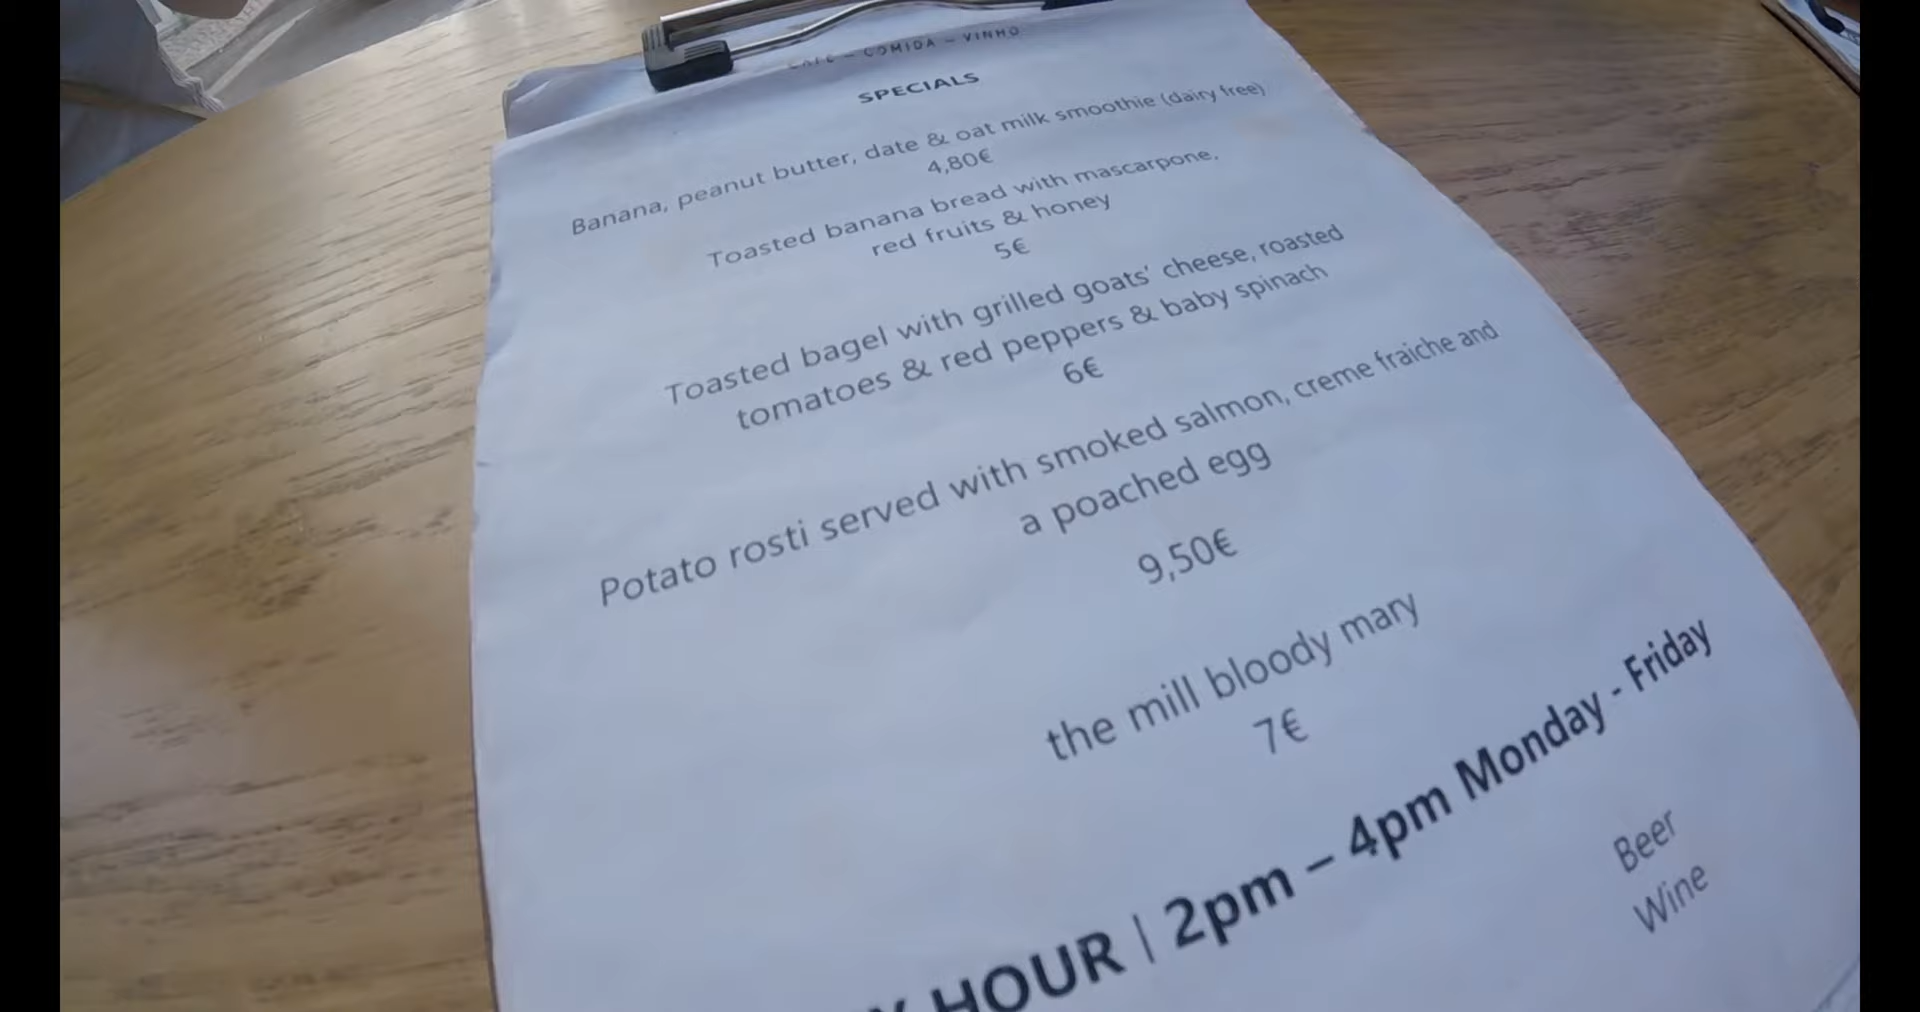 CAFE – COMIDA – VINHO
SPECIALS
Banana, peanut butter, date & oat milk smoothie (dairy free)
4,80€
Toasted banana bread with mascarpone,
red fruits & honey
5€
Toasted bagel with grilled goats' cheese, roasted
tomatoes & red peppers & baby spinach
6€
Potato rosti served with smoked salmon, creme fraiche and
a poached egg
9,50€
the mill bloody mary
7€
HOUR | 2pm – 4pm Monday - Friday
Beer
Wine